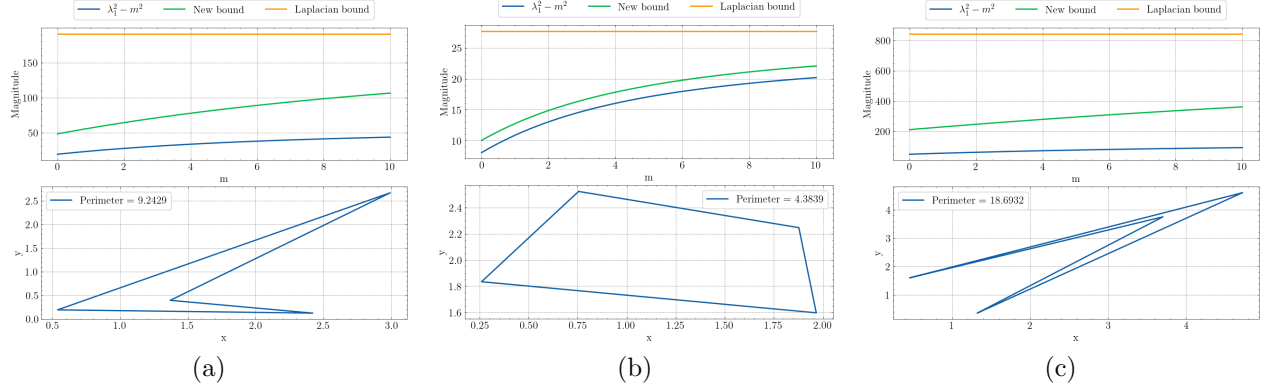 λ₁² − m² New bound Laplacian bound
Magnitude
150
100
50
0 2 4 6 8 10
m
Perimeter = 9.2429
y
2.5
2.0
1.5
1.0
0.5
0.0
0.5 1.0 1.5 2.0 2.5 3.0
x
(a)
λ₁² − m² New bound Laplacian bound
Magnitude
25
20
15
10
0 2 4 6 8 10
m
Perimeter = 4.3839
y
2.4
2.2
2.0
1.8
1.6
0.25 0.50 0.75 1.00 1.25 1.50 1.75 2.00
x
(b)
λ₁² − m² New bound Laplacian bound
Magnitude
800
600
400
200
0 2 4 6 8 10
m
Perimeter = 18.6932
y
4
3
2
1
1 2 3 4
x
(c)